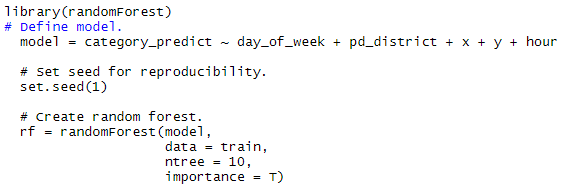 library(randomForest)
# Define model.
model = category_predict ~ day_of_week + pd_district + x + y + hour
# Set seed for reproducibility.
set.seed(1)
# Create random forest.
rf = randomForest(model,
data = train,
ntree = 10,
importance = T)